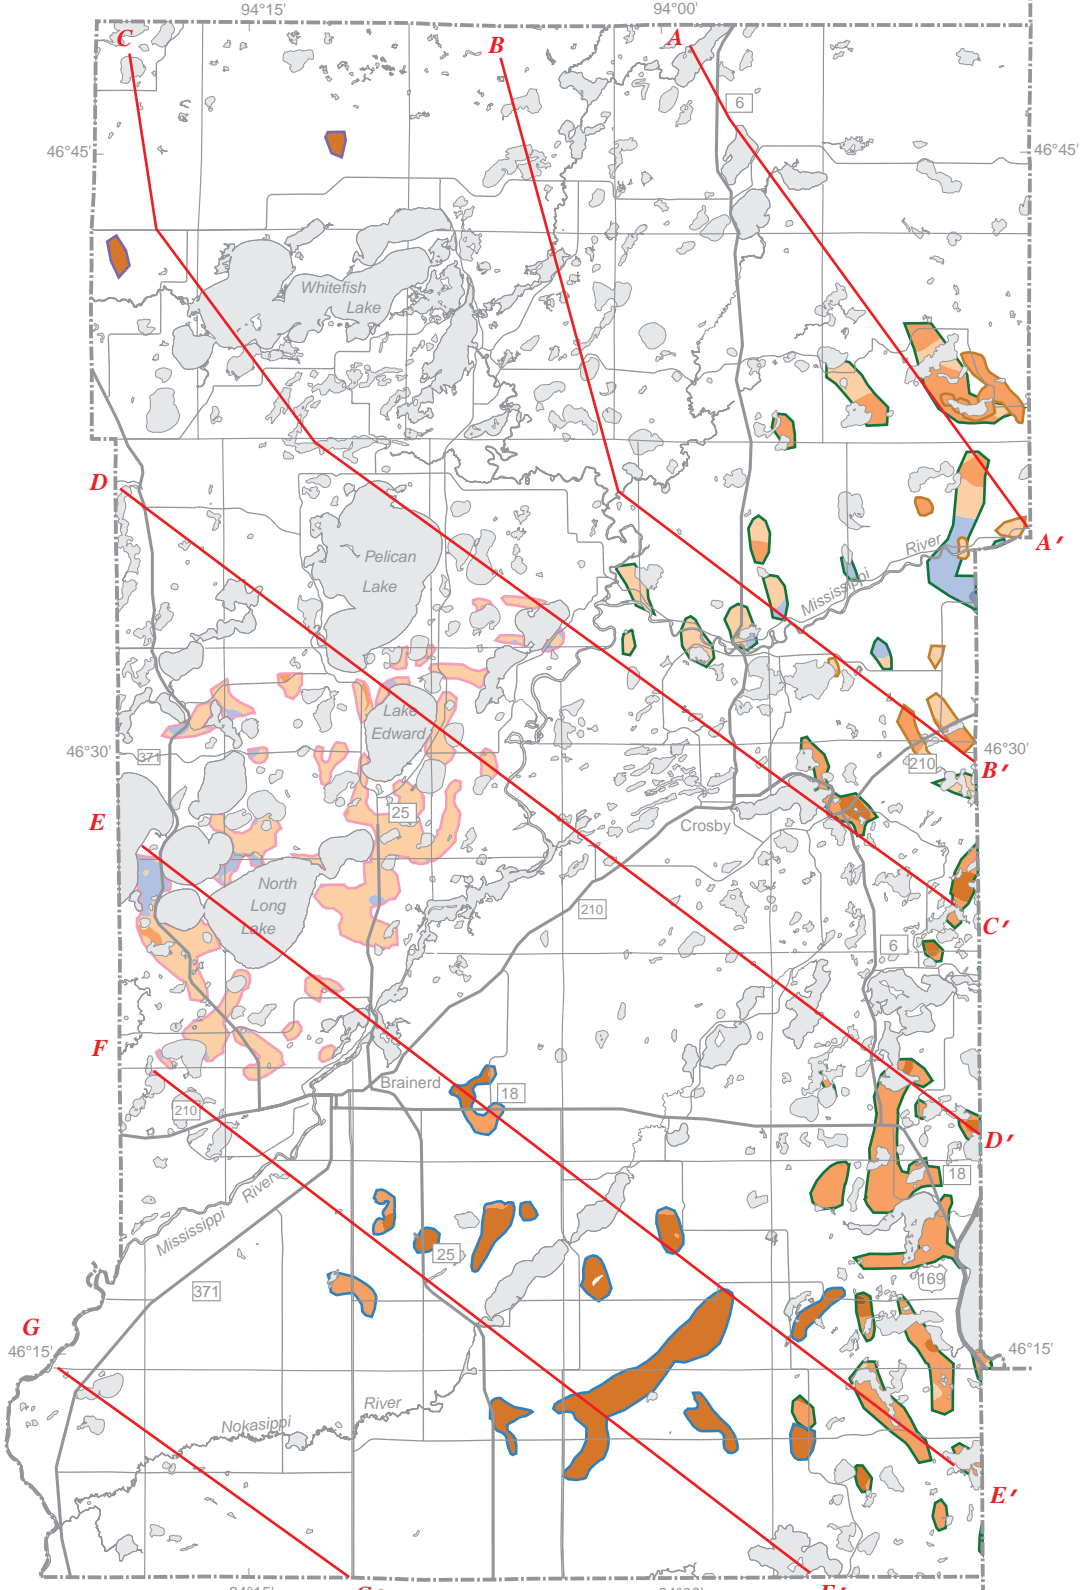 94°15'
94°00'
C
B
A
6
46°45'
46°45'
Whitefish
Lake
D
A′
River
Mississippi
Pelican
Lake
Lake
Edward
46°30'
371
46°30'
210
B′
25
E
Crosby
North
Long
Lake
210
C′
6
F
Brainerd
18
210
D′
18
River
Mississippi
25
371
169
G
46°15'
46°15'
River
Nokasippi
E′